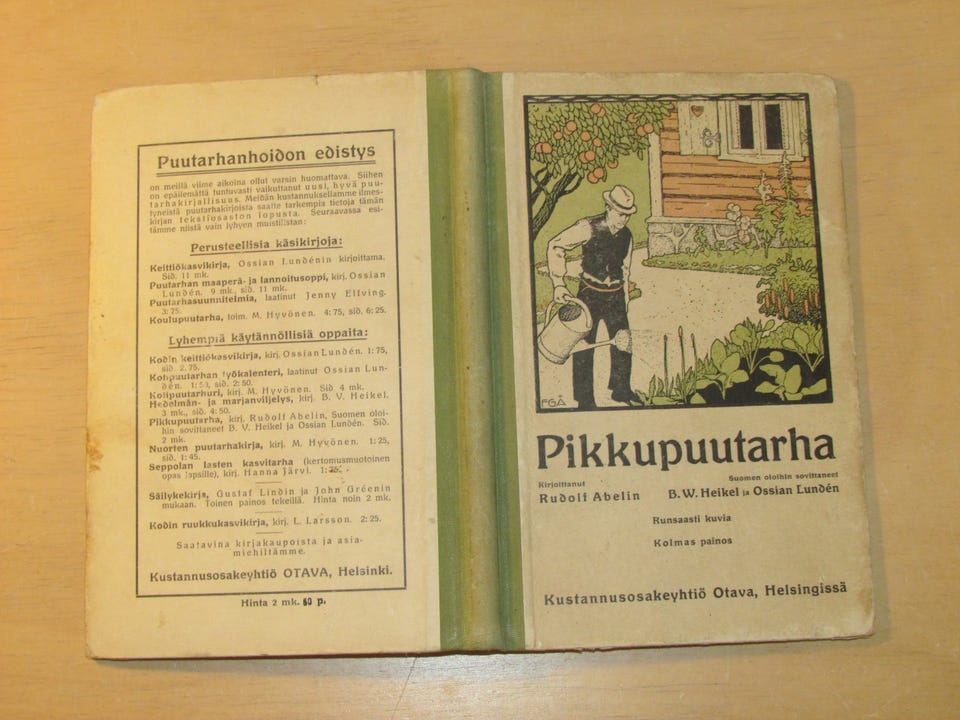 Puutarhanhoidon edistys
on meillä viime aikoina ollut varsin huomattava. Siihen
on epäilemättä tuntuvasti vaikuttanut uusi, hyvä puu-
tarhakirjallisuus. Meidän kustannuksellamme ilmes-
tyneistä puutarhakirjoista saatte tarkempia tietoja tämän
kirjan tekstiosaston lopusta. Seuraavassa esi-
tämme niistä vain lyhyen muistilistan:
Perusteellisia käsikirjoja:
Keittiökasvikirja, Ossian Lundénin kirjoittama.
Sid. 11 mk.
Puutarhan maaperä- ja lannoitusoppi, kirj. Ossian
Lundén. 9 mk., sid. 11 mk.
Puutarhasuunnitelmia, laatinut Jenny Elfving.
3:75.
Koulupuutarha, toim. M. Hyvönen. 4:75, sid. 6:25.
Lyhempiä käytännöllisiä oppaita:
Kodin keittiökasvikirja, kirj. Ossian Lundén. 1:75,
sid. 2.75.
Kotipuutarhan työkalenteri, laatinut Ossian Lun-
dén. 1:50, sid. 2:50.
Kotipuutarhuri, kirj. M. Hyvönen. Sid 4 mk.
Hedelmän- ja marjanviljelys, kirj. B. V. Heikel.
3 mk., sid. 4:50.
Pikkupuutarha, kirj. Rudolf Abelin, Suomen oloi-
hin sovittaneet B. V. Heikel ja Ossian Lundén. Sid.
2 mk.
Nuorten puutarhakirja, kirj. M. Hyvönen. 1:25,
sid. 1:45.
Seppolan lasten kasvitarha (kertomusmuotoinen
opas lapsille), kirj. Hanna Järvi. 1:25.
Säilykekirja, Gustaf Lindin ja John Gréenin
mukaan. Toinen painos tekeillä. Hinta noin 2 mk.
Kodin ruukkukasvikirja, kirj. L. Larsson. 2:25.
Saatavina kirjakaupoista ja asia-
miehiltämme.
Kustannusosakeyhtiö OTAVA, Helsinki.
Hinta 2 mk. 60 p.
FGÅ
Pikkupuutarha
Kirjoittanut
Rudolf Abelin
Suomen oloihin sovittaneet
B. W. Heikel ja Ossian Lundén
Runsaasti kuvia
Kolmas painos
Kustannusosakeyhtiö Otava, Helsingissä